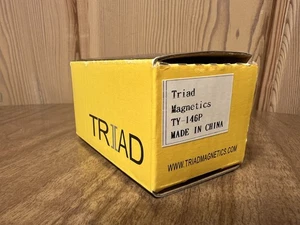 TRIAD
Triad
Magnetics
TY-146P
MADE IN CHINA
WWW.TRIADMAGNETICS.COM